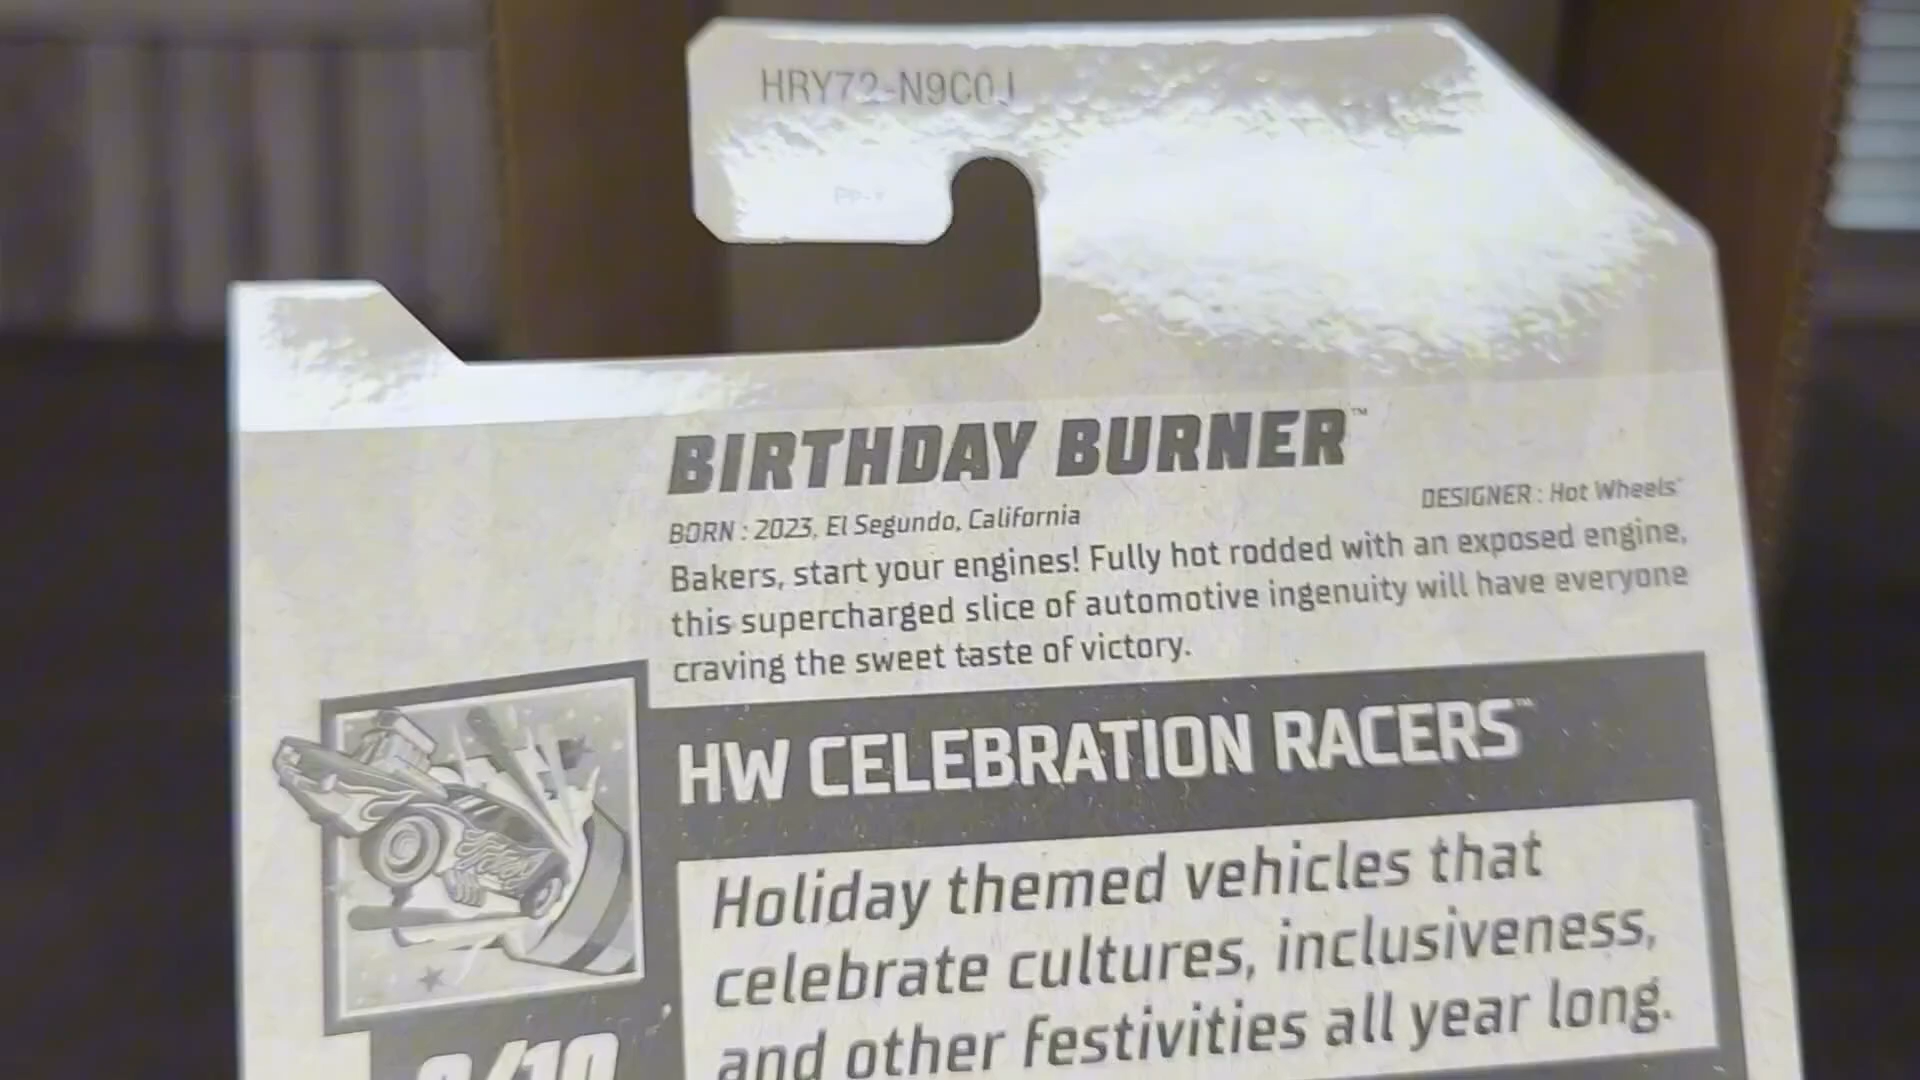 HRY72-N9C0J
BIRTHDAY BURNER™
BORN : 2023, El Segundo, California
DESIGNER : Hot Wheels™
Bakers, start your engines! Fully hot rodded with an exposed engine,
this supercharged slice of automotive ingenuity will have everyone
craving the sweet taste of victory.
HW CELEBRATION RACERS™
Holiday themed vehicles that
celebrate cultures, inclusiveness,
and other festivities all year long.